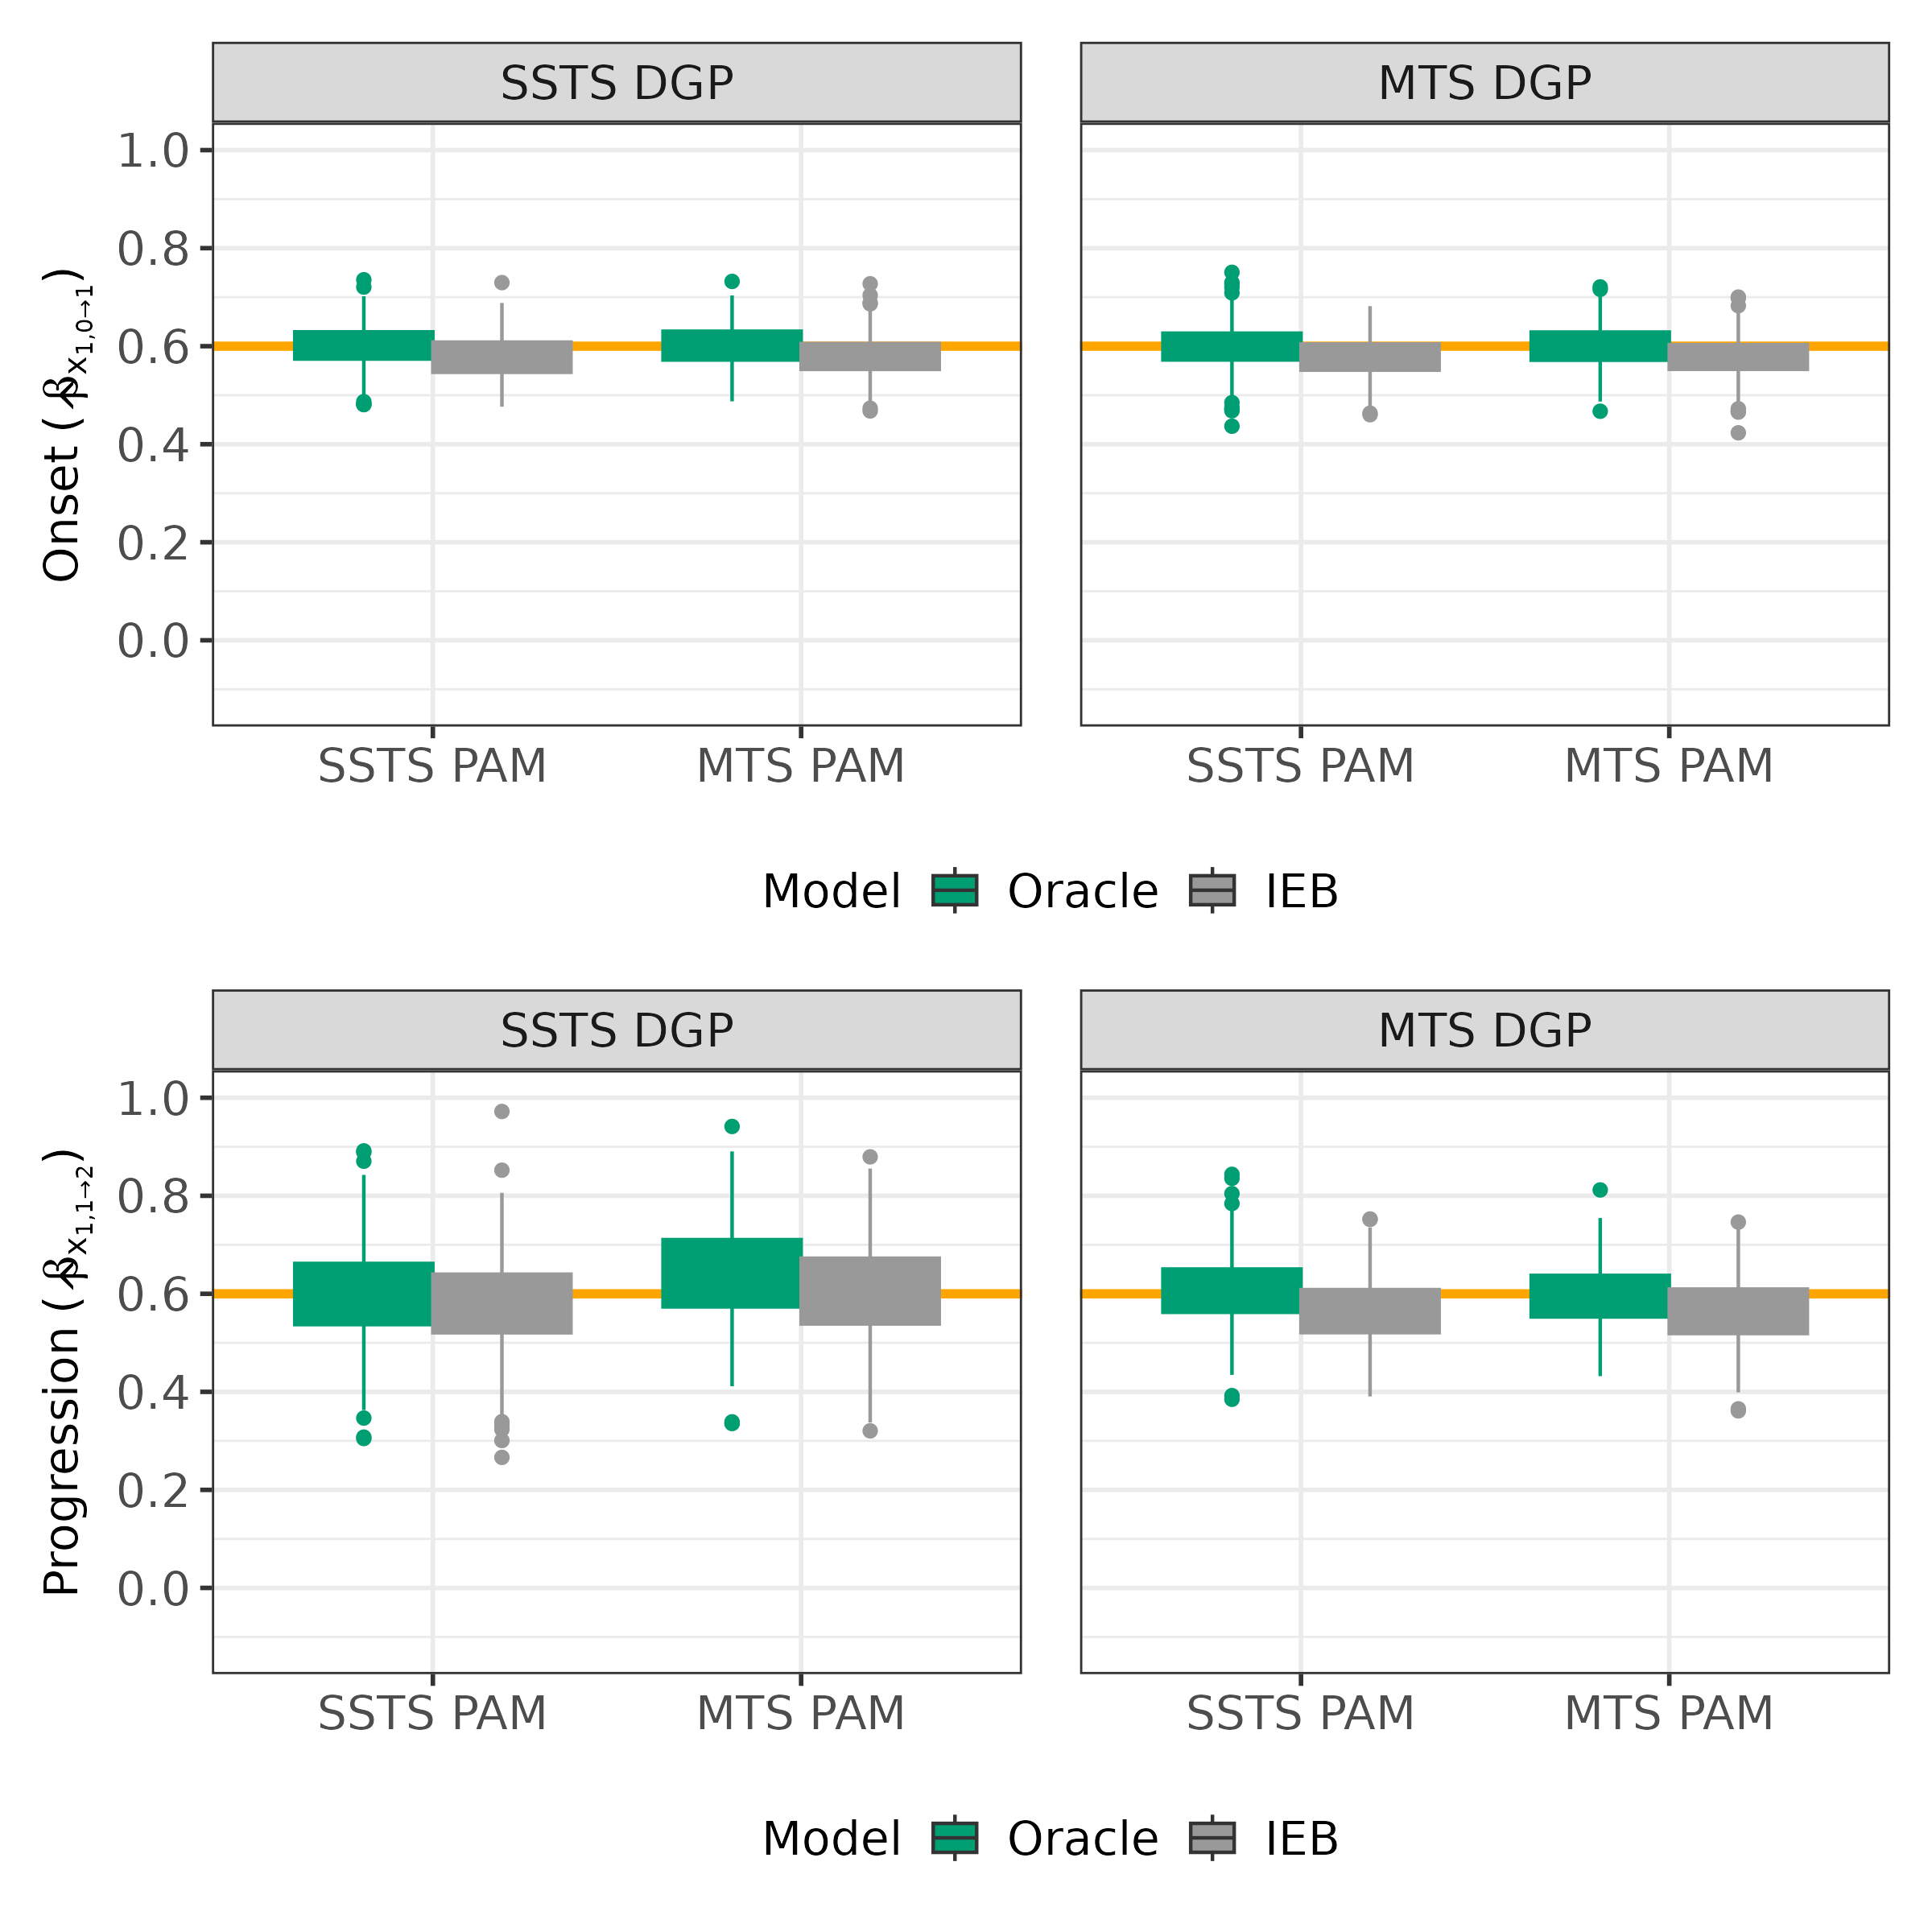 SSTS DGP MTS DGP
1.0
0.8
0.6
0.4
0.2
0.0
Onset (β̂x₁,₀→₁)
SSTS PAM MTS PAM SSTS PAM MTS PAM
Model Oracle IEB
SSTS DGP MTS DGP
1.0
0.8
0.6
0.4
0.2
0.0
Progression (β̂x₁,₁→₂)
SSTS PAM MTS PAM SSTS PAM MTS PAM
Model Oracle IEB